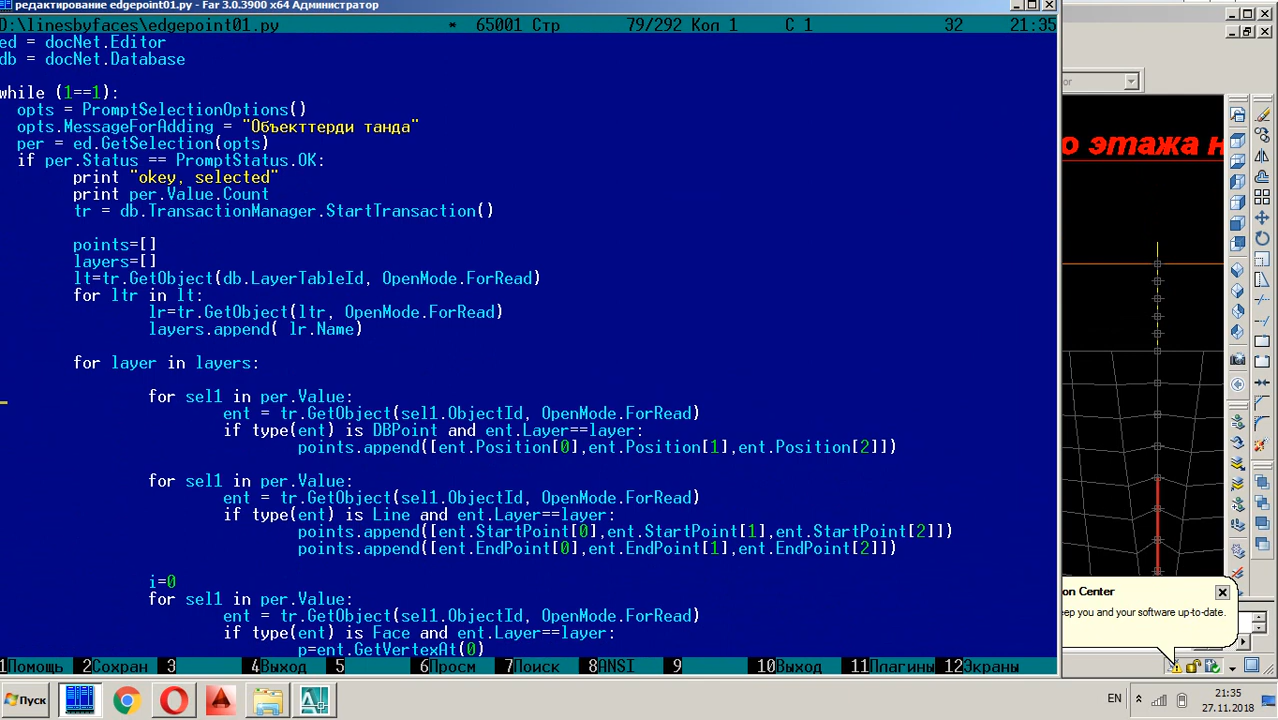 редактирование edgepoint01.py - Far 3.0.3900 x64 Администратор
D:\linesbyfaces\edgepoint01.py * 65001 Стр 79/292 Кол 1 С 1 32 21:35
ed = docNet.Editor
db = docNet.Database
while (1==1):
opts = PromptSelectionOptions()
opts.MessageForAdding = "Объекттерди танда"
per = ed.GetSelection(opts)
if per.Status == PromptStatus.OK:
print "okey, selected"
print per.Value.Count
tr = db.TransactionManager.StartTransaction()
points=[]
layers=[]
lt=tr.GetObject(db.LayerTableId, OpenMode.ForRead)
for ltr in lt:
lr=tr.GetObject(ltr, OpenMode.ForRead)
layers.append( lr.Name)
for layer in layers:
for sel1 in per.Value:
ent = tr.GetObject(sel1.ObjectId, OpenMode.ForRead)
if type(ent) is DBPoint and ent.Layer==layer:
points.append([ent.Position[0],ent.Position[1],ent.Position[2]])
for sel1 in per.Value:
ent = tr.GetObject(sel1.ObjectId, OpenMode.ForRead)
if type(ent) is Line and ent.Layer==layer:
points.append([ent.StartPoint[0],ent.StartPoint[1],ent.StartPoint[2]])
points.append([ent.EndPoint[0],ent.EndPoint[1],ent.EndPoint[2]])
i=0
for sel1 in per.Value:
ent = tr.GetObject(sel1.ObjectId, OpenMode.ForRead)
if type(ent) is Face and ent.Layer==layer:
p=ent.GetVertexAt(0)
1Помощь 2Сохран 3 4Выход 5 6Просм 7Поиск 8ANSI 9 10Выход 11Плагины 12Экраны
or
о этажа н
on Center
eep you and your software up-to-date.
Пуск
EN
21:35
27.11.2018